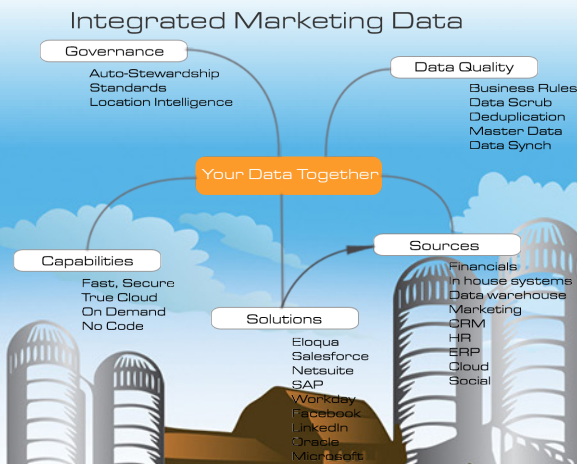 Integrated Marketing Data
Governance
Auto-Stewardship
Standards
Location Intelligence
Data Quality
Business Rules
Data Scrub
Deduplication
Master Data
Data Synch
Your Data Together
Capabilities
Fast, Secure
True Cloud
On Demand
No Code
Solutions
Eloqua
Salesforce
Netsuite
SAP
Workday
Facebook
LinkedIn
Oracle
Microsoft
Sources
Financials
In house systems
Data warehouse
Marketing
CRM
HR
ERP
Cloud
Social